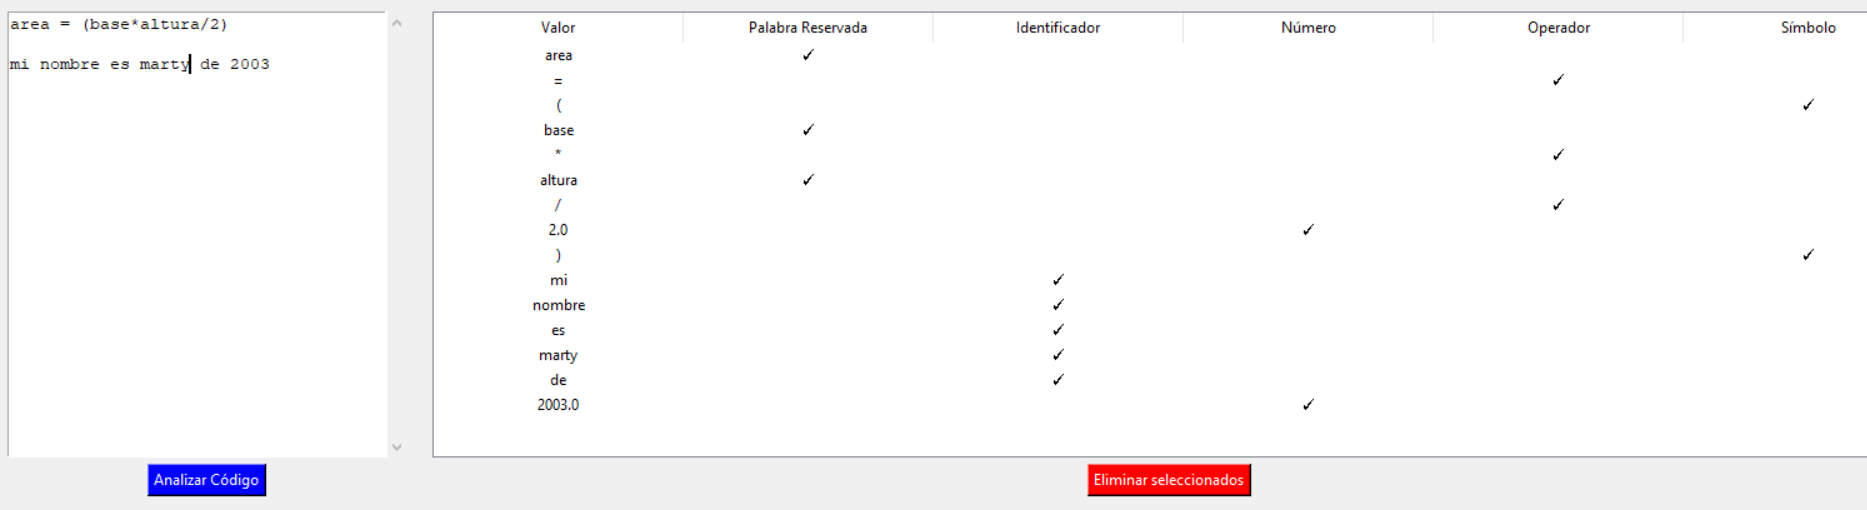 area = (base*altura/2)
mi nombre es marty de 2003
Analizar Código
Valor Palabra Reservada Identificador Número Operador Símbolo
area ✓
= ✓
( ✓
base ✓
* ✓
altura ✓
/ ✓
2.0 ✓
) ✓
mi ✓
nombre ✓
es ✓
marty ✓
de ✓
2003.0 ✓
Eliminar seleccionados